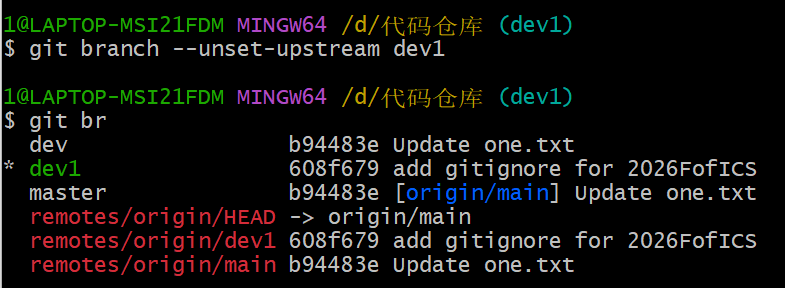 1@LAPTOP-MSI21FDM MINGW64 /d/代码仓库 (dev1)
$ git branch --unset-upstream dev1

1@LAPTOP-MSI21FDM MINGW64 /d/代码仓库 (dev1)
$ git br
  dev                 b94483e Update one.txt
* dev1                608f679 add gitignore for 2026FofICS
  master              b94483e [origin/main] Update one.txt
  remotes/origin/HEAD -> origin/main
  remotes/origin/dev1 608f679 add gitignore for 2026FofICS
  remotes/origin/main b94483e Update one.txt